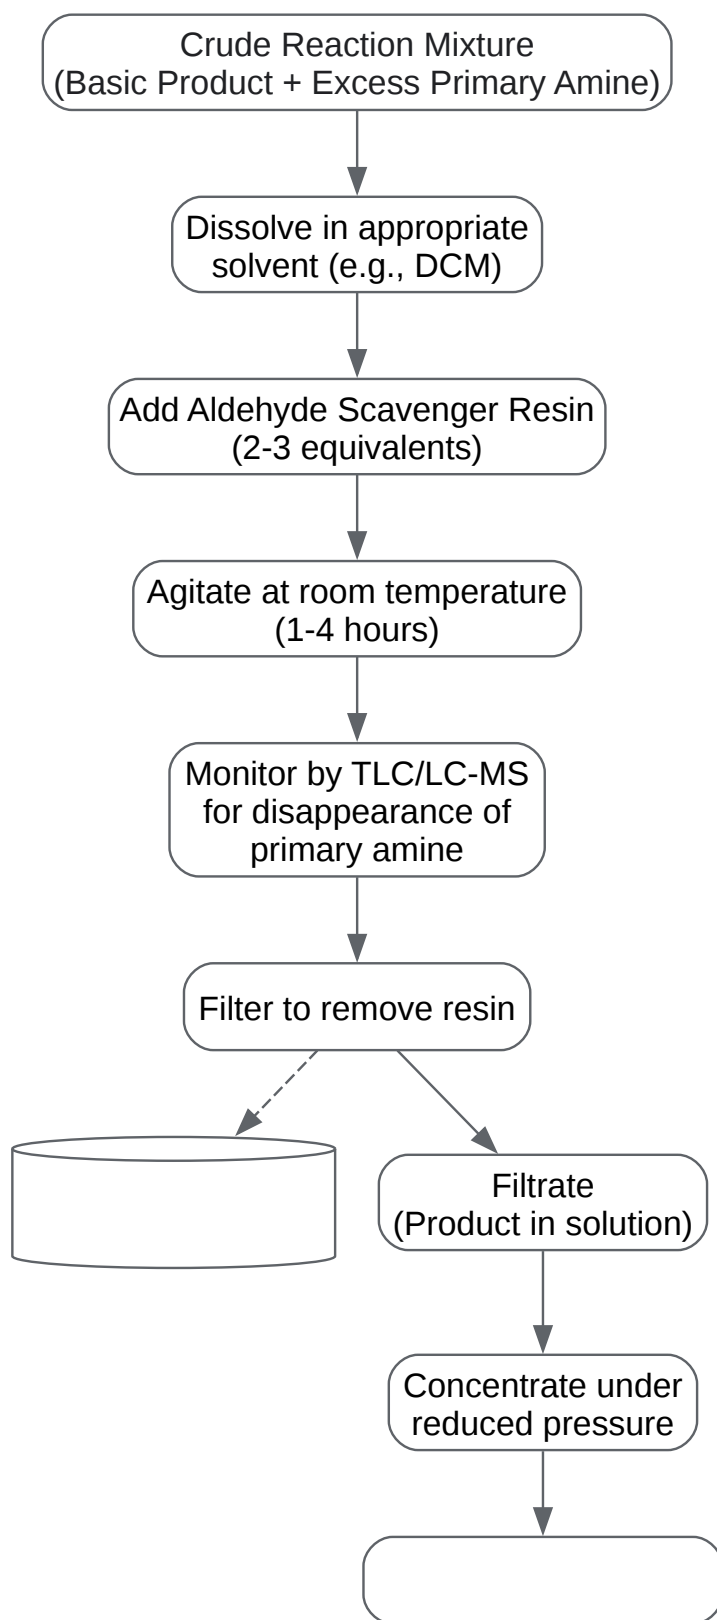 Crude Reaction Mixture
(Basic Product + Excess Primary Amine)
Dissolve in appropriate
solvent (e.g., DCM)
Add Aldehyde Scavenger Resin
(2-3 equivalents)
Agitate at room temperature
(1-4 hours)
Monitor by TLC/LC-MS
for disappearance of
primary amine
Filter to remove resin
Filtrate
(Product in solution)
Concentrate under
reduced pressure